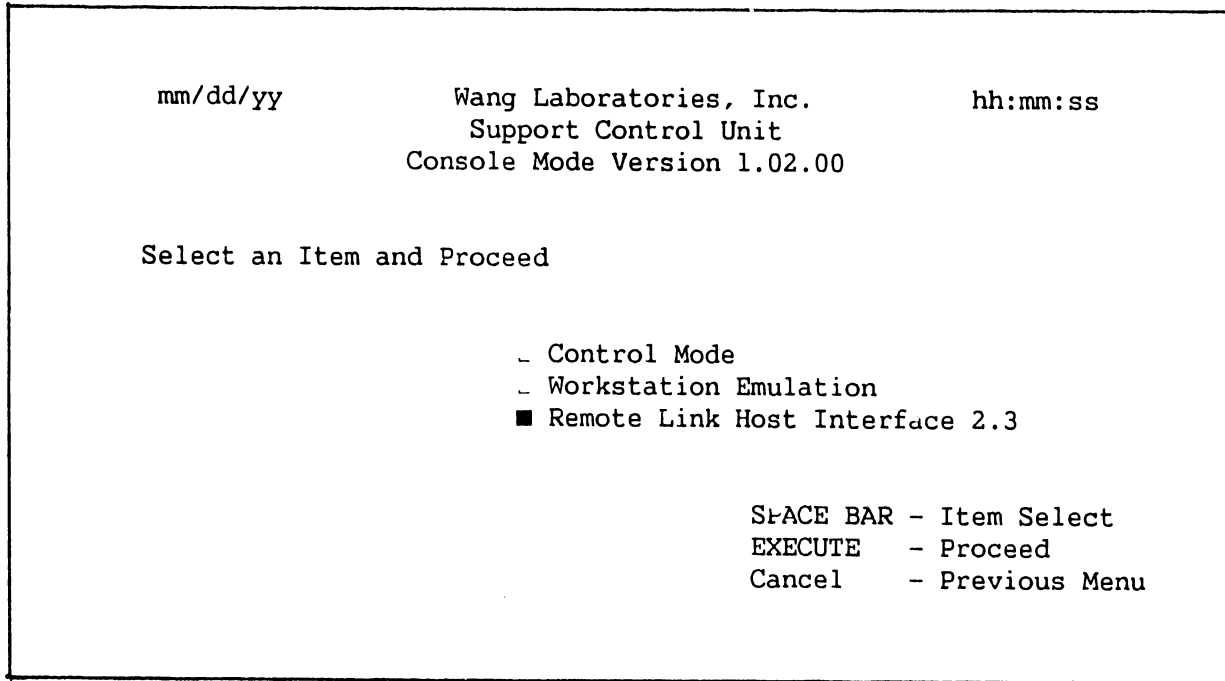 mm/dd/yy Wang Laboratories, Inc. hh:mm:ss
Support Control Unit
Console Mode Version 1.02.00
Select an Item and Proceed
Control Mode
Workstation Emulation
■ Remote Link Host Interface 2.3
SPACE BAR - Item Select
EXECUTE - Proceed
Cancel - Previous Menu